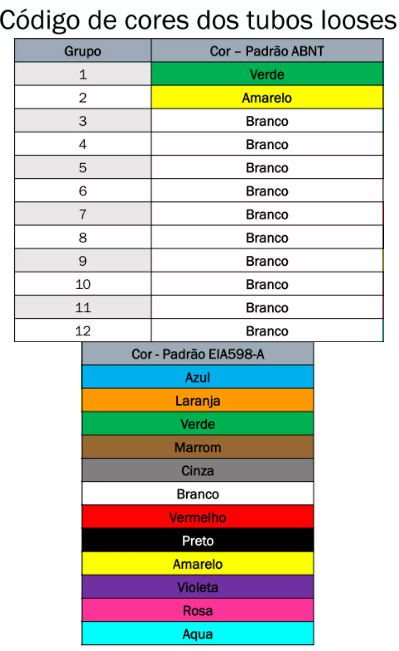 Código de cores dos tubos looses
Grupo Cor – Padrão ABNT
1 Verde
2 Amarelo
3 Branco
4 Branco
5 Branco
6 Branco
7 Branco
8 Branco
9 Branco
10 Branco
11 Branco
12 Branco
Cor - Padrão EIA598-A
Azul
Laranja
Verde
Marrom
Cinza
Branco
Vermelho
Preto
Amarelo
Violeta
Rosa
Aqua